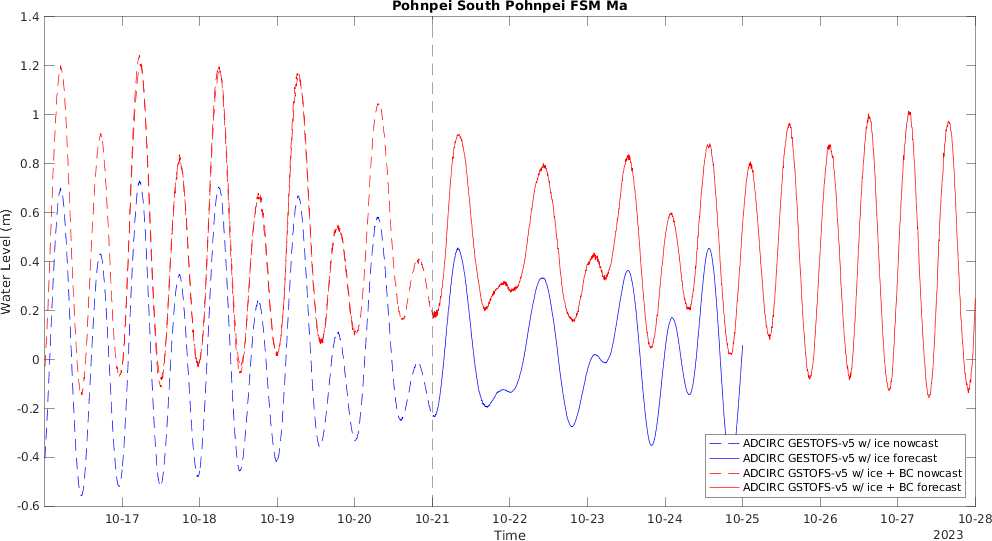 Pohnpei South Pohnpei FSM Ma
1.4
1.2
1
0.8
0.6
0.4
0.2
0
-0.2
-0.4
-0.6
Water Level (m)
ADCIRC GESTOFS-v5 w/ ice nowcast
ADCIRC GESTOFS-v5 w/ ice forecast
ADCIRC GSTOFS-v5 w/ ice + BC nowcast
ADCIRC GSTOFS-v5 w/ ice + BC forecast
10-17 10-18 10-19 10-20 10-21 10-22 10-23 10-24 10-25 10-26 10-27 10-28
Time
2023